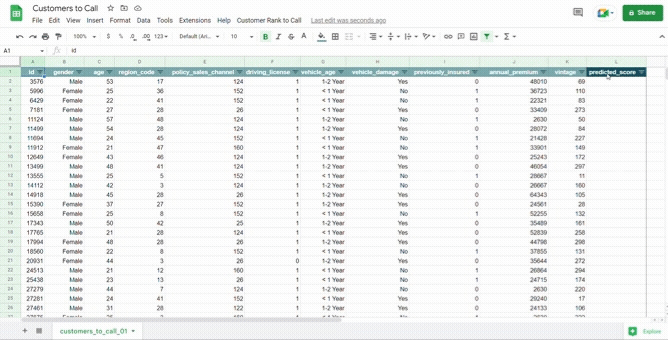 Customers to Call
File Edit View Insert Format Data Tools Extensions Help Customer Rank to Call Last edit was seconds ago
Share
100% $ % .0 .00 123 Default (Ari... 10 B I S A
A1 fx id
A B C D E F G H I J K L
1 id gender age region_code policy_sales_channel driving_license vehicle_age vehicle_damage previously_insured annual_premium vintage predicted_score
2 3576 Male 53 17 124 1 1-2 Year Yes 0 48010 69
3 5996 Female 25 36 152 1 < 1 Year No 1 36723 110
4 6429 Female 22 41 152 1 < 1 Year No 1 22321 83
5 7181 Female 27 28 26 1 < 1 Year Yes 0 33409 273
6 11124 Male 57 48 124 1 1-2 Year No 1 2630 50
7 11499 Male 54 28 124 1 1-2 Year Yes 0 28072 84
8 11694 Male 24 45 152 1 < 1 Year No 1 21428 227
9 11912 Female 21 47 160 1 < 1 Year No 1 33901 149
10 12649 Female 43 46 124 1 1-2 Year Yes 0 25243 172
11 13499 Male 48 41 124 1 1-2 Year Yes 0 46054 297
12 13555 Male 25 5 152 1 < 1 Year No 1 28667 11
13 14112 Male 42 3 26 1 1-2 Year No 0 26667 160
14 14918 Male 45 28 26 1 1-2 Year Yes 0 64343 105
15 15390 Female 37 27 152 1 1-2 Year Yes 0 24561 28
16 15658 Female 25 8 152 1 < 1 Year No 1 52255 132
17 17343 Male 50 42 25 1 1-2 Year Yes 0 35489 161
18 17765 Male 21 28 124 1 < 1 Year Yes 0 52839 258
19 17994 Female 48 28 26 1 1-2 Year Yes 0 44798 298
20 18560 Female 22 8 152 1 < 1 Year No 1 37855 131
21 20931 Female 44 3 26 0 1-2 Year Yes 0 35644 272
22 24513 Male 21 12 160 1 < 1 Year No 1 26864 294
23 25438 Male 23 13 26 1 < 1 Year No 1 24715 174
24 27279 Male 44 7 124 1 1-2 Year No 0 2630 220
25 27281 Male 24 41 152 1 < 1 Year Yes 0 29240 17
26 27461 Male 31 28 122 1 1-2 Year Yes 0 24133 106
customers_to_call_01 Explore